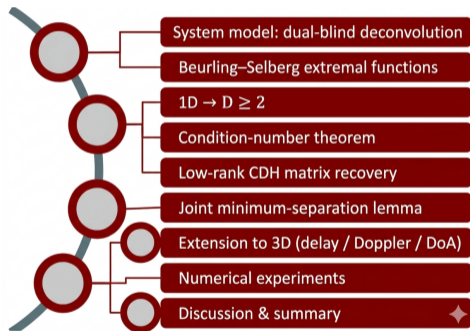 System model: dual-blind deconvolution
Beurling–Selberg extremal functions
1D → D ≥ 2
Condition-number theorem
Low-rank CDH matrix recovery
Joint minimum-separation lemma
Extension to 3D (delay / Doppler / DoA)
Numerical experiments
Discussion & summary